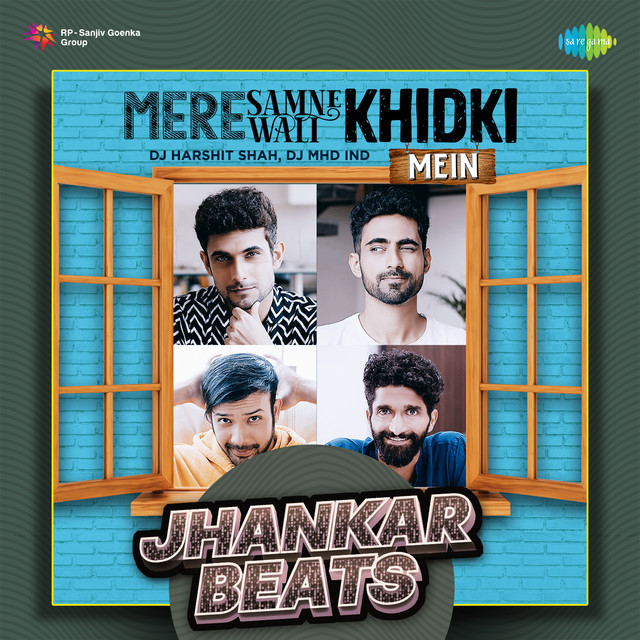 RP - Sanjiv Goenka
Group
saregama
MERE SAMNE WALI KHIDKI
DJ HARSHIT SHAH, DJ MHD IND
MEIN
JHANKAR
BEATS